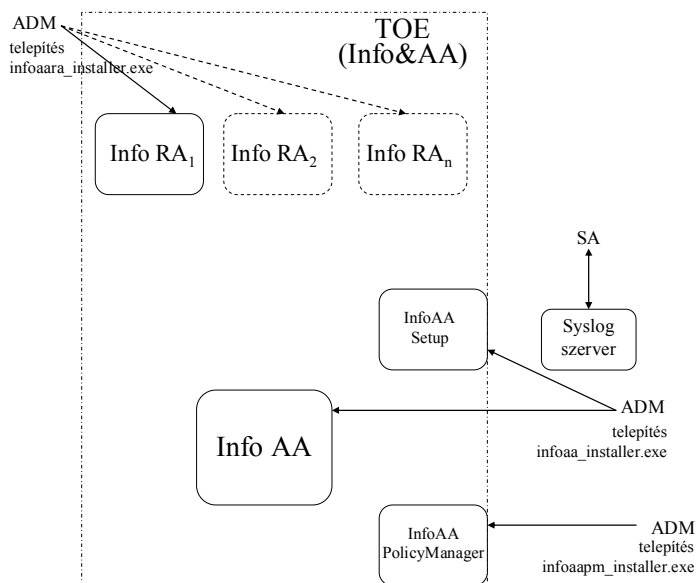 ADM
telepítés
infoaara_installer.exe
TOE
(Info&AA)
Info RA1
Info RA2
Info RAn
SA
InfoAA
Setup
Syslog
szerver
Info AA
ADM
telepítés
infoaa_installer.exe
InfoAA
PolicyManager
ADM
telepítés
infoaapm_installer.exe